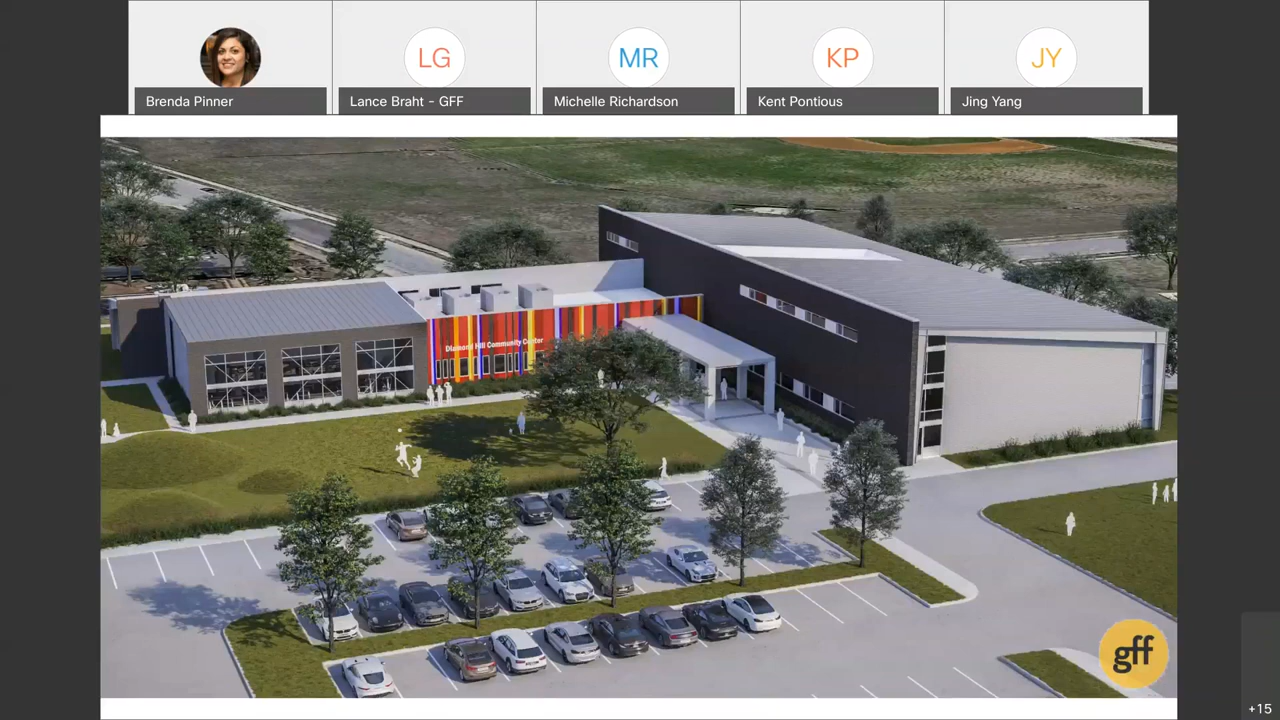 LG
MR
KP
JY
Brenda Pinner
Lance Braht - GFF
Michelle Richardson
Kent Pontious
Jing Yang
Diamond Hill Community Center
gff
+15